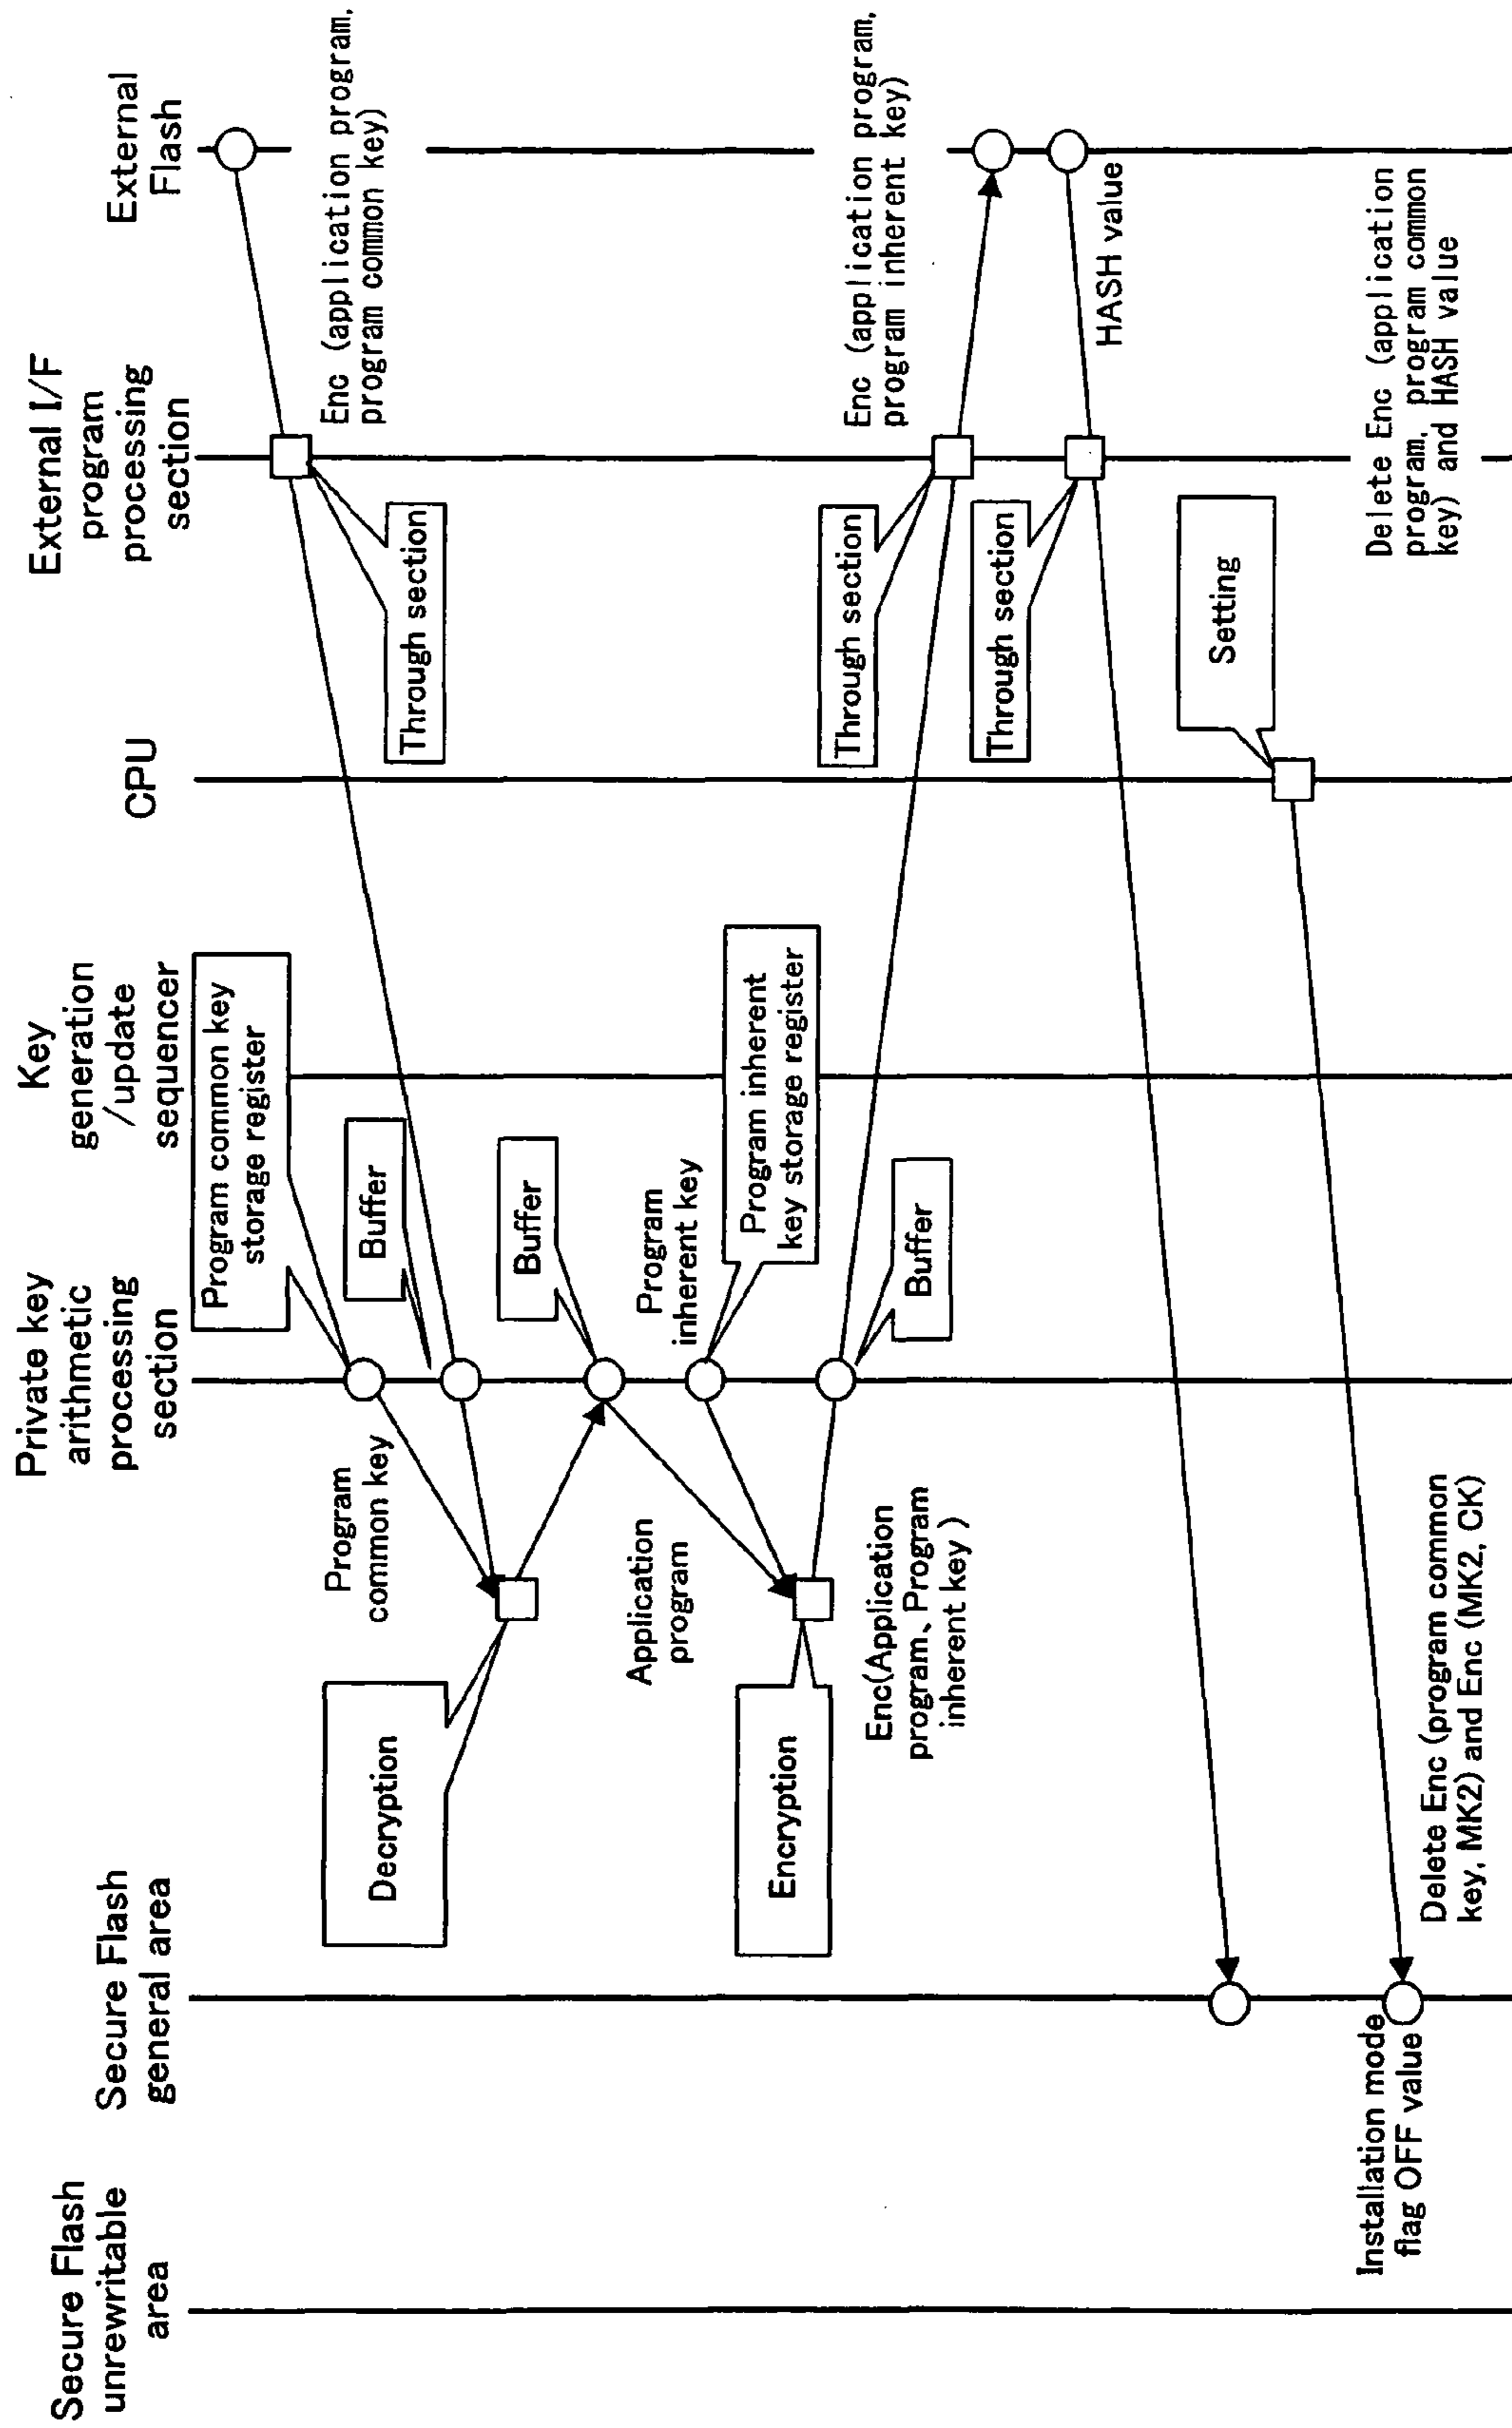 Secure Flash
unrewritable
area
Secure Flash
general area
Private key
arithmetic
processing
section
Key
generation
/update
sequencer
CPU
External I/F
program
processing
section
External
Flash
Program common key
storage register
Buffer
Program
common key
Decryption
Through section
Enc (application program,
program common key)
Buffer
Application
program
Program
inherent key
Program inherent
key storage register
Encryption
Enc(Application
program、Program
inherent key)
Buffer
Through section
Enc (application program,
program inherent key)
Through section
HASH value
Setting
Installation mode
flag OFF value
Delete Enc (program common
key, MK2) and Enc (MK2, CK)
Delete Enc (application
program, program common
key) and HASH value